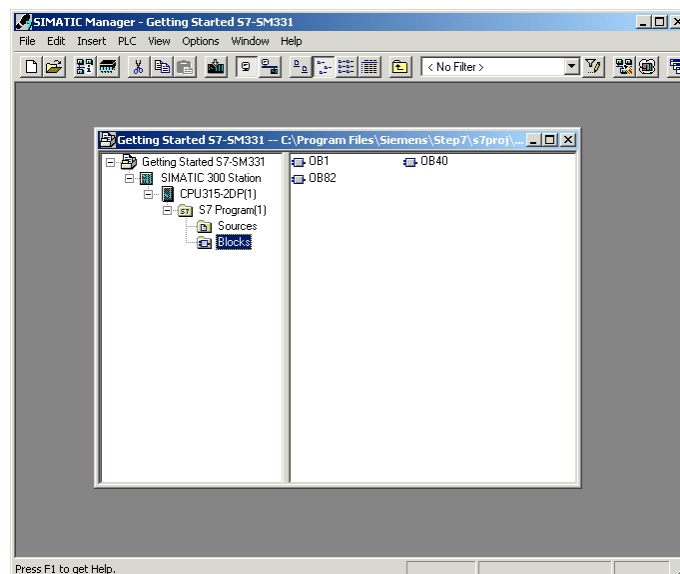 SIMATIC Manager - Getting Started S7-SM331
File Edit Insert PLC View Options Window Help
< No Filter >
Getting Started S7-SM331 -- C:\Program Files\Siemens\Step7\s7proj\...
Getting Started S7-SM331
OB1
OB40
SIMATIC 300 Station
OB82
CPU315-2DP(1)
S7 Program(1)
Sources
Blocks
Press F1 to get Help.